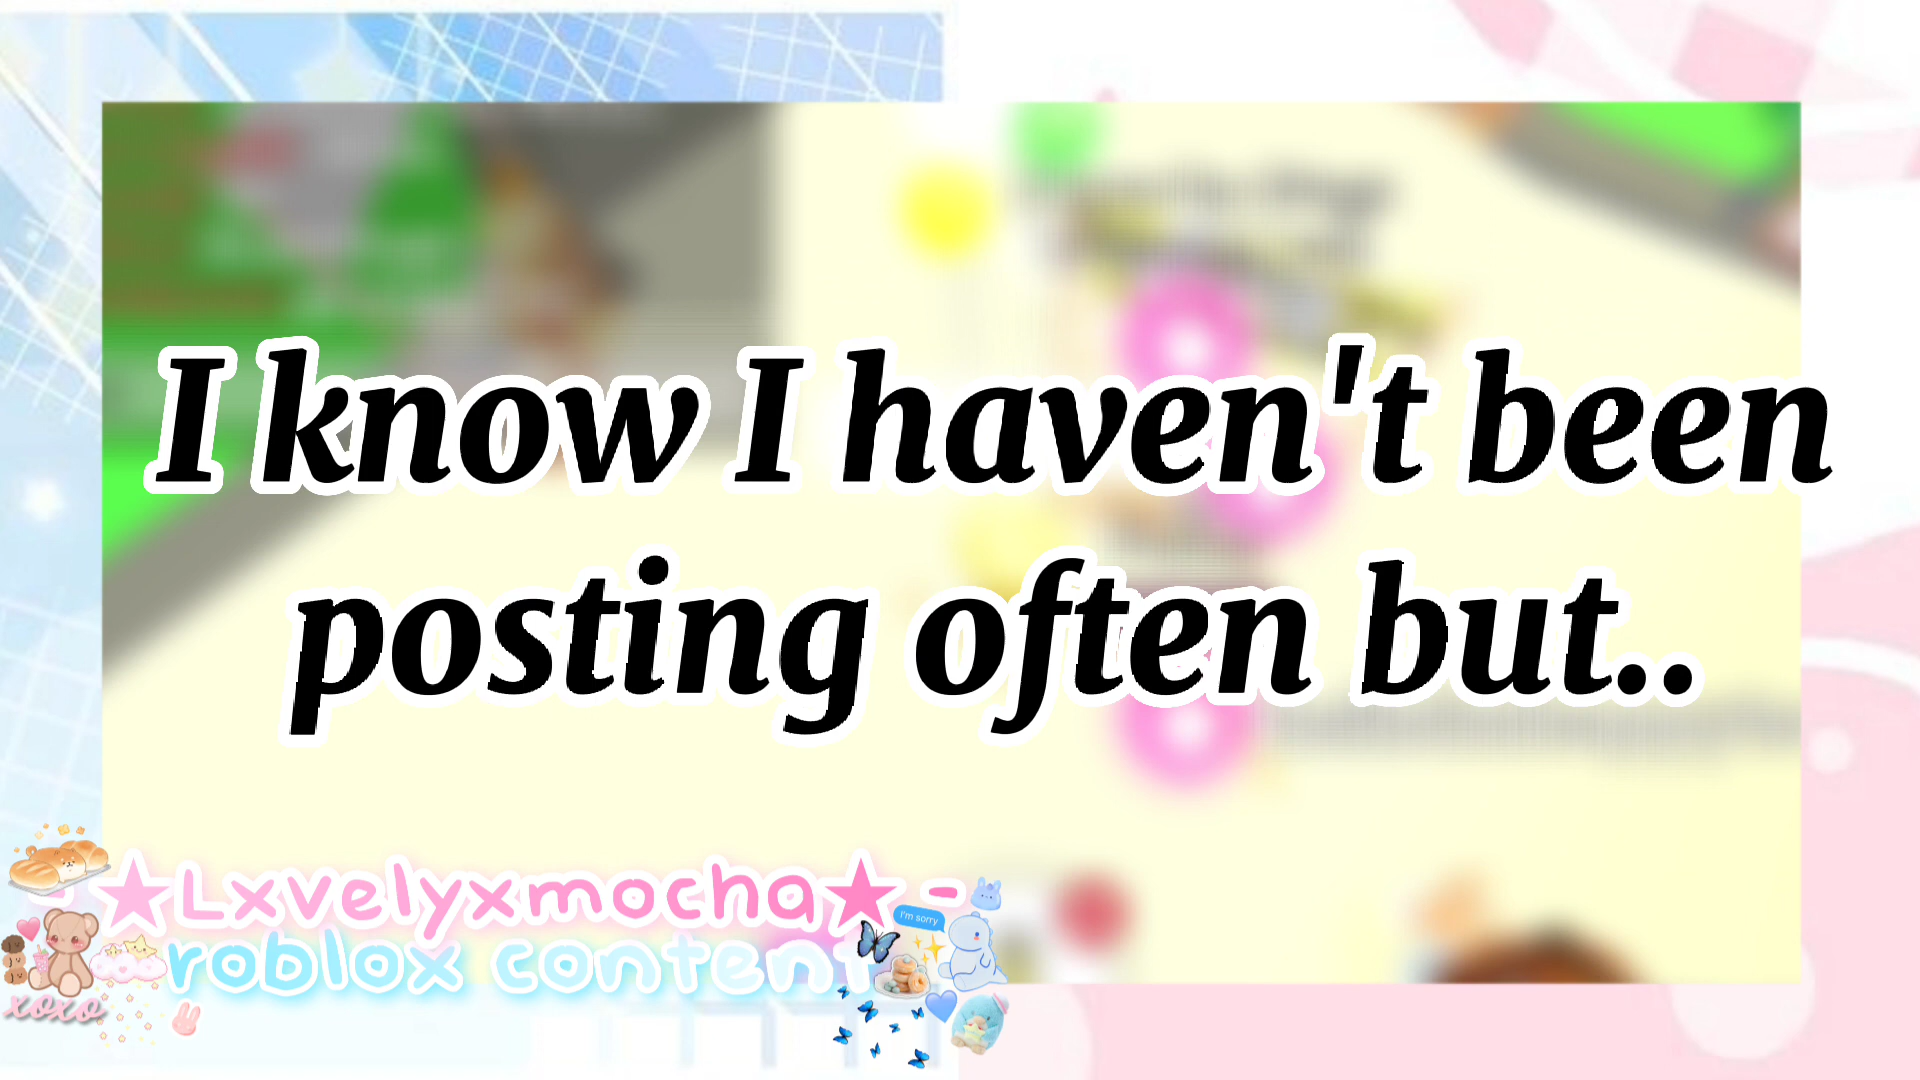 I know I haven't been
posting often but..
★Lxvelyxmocha★ -
roblox content
I'm sorry
xoxo